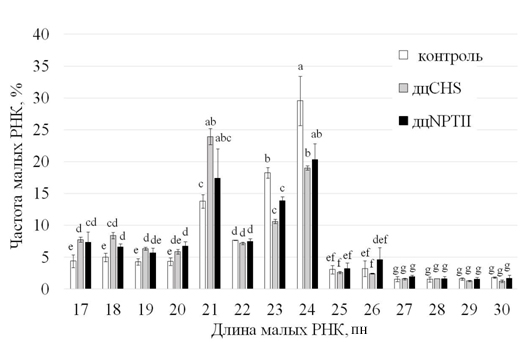 40
35
30
25
20
15
10
5
0
Частота малых РНК, %
контроль
дцCHS
дцNPTII
e d cd
e d d
e d de
e de d
c ab abc
d d d
b c c
a b ab
ef f ef
ef f def
g g g
g g g
g g g
g g g
17 18 19 20 21 22 23 24 25 26 27 28 29 30
Длина малых РНК, пн